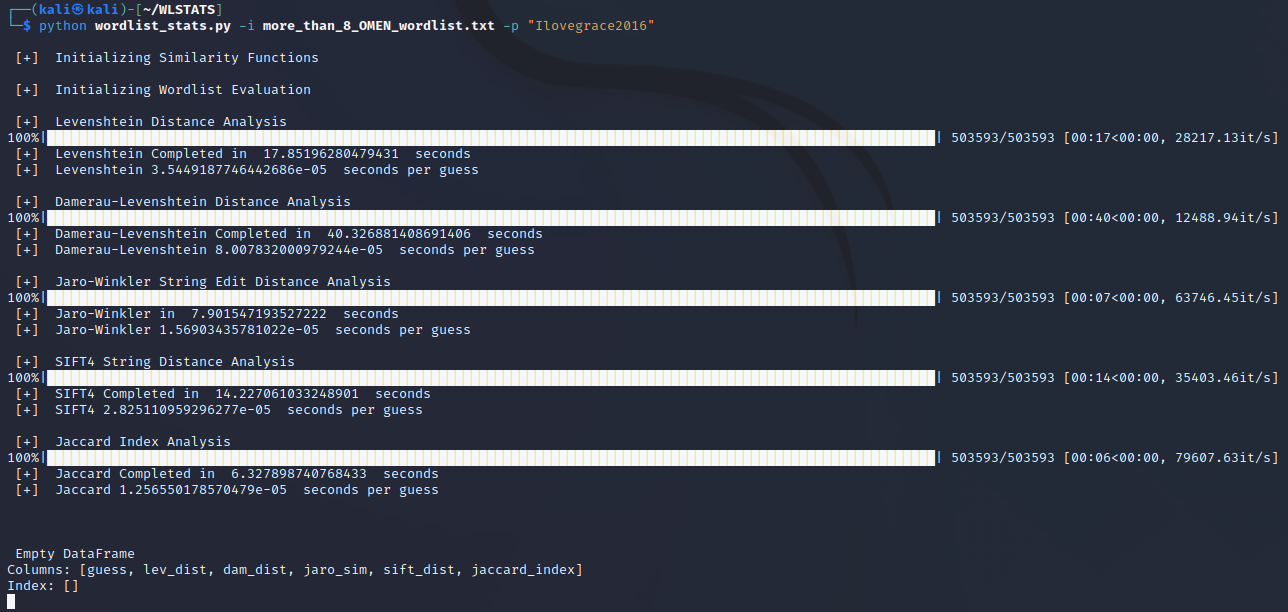 ┌──(kali㉿kali)-[~/WLSTATS]
└─$ python wordlist_stats.py -i more_than_8_OMEN_wordlist.txt -p "Ilovegrace2016"
[+] Initializing Similarity Functions
[+] Initializing Wordlist Evaluation
[+] Levenshtein Distance Analysis
100%| | 503593/503593 [00:17<00:00, 28217.13it/s]
[+] Levenshtein Completed in 17.85196280479431 seconds
[+] Levenshtein 3.5449187746442686e-05 seconds per guess
[+] Damerau-Levenshtein Distance Analysis
100%| | 503593/503593 [00:40<00:00, 12488.94it/s]
[+] Damerau-Levenshtein Completed in 40.326881408691406 seconds
[+] Damerau-Levenshtein 8.007832000979244e-05 seconds per guess
[+] Jaro-Winkler String Edit Distance Analysis
100%| | 503593/503593 [00:07<00:00, 63746.45it/s]
[+] Jaro-Winkler in 7.901547193527222 seconds
[+] Jaro-Winkler 1.56903435781022e-05 seconds per guess
[+] SIFT4 String Distance Analysis
100%| | 503593/503593 [00:14<00:00, 35403.46it/s]
[+] SIFT4 Completed in 14.227061033248901 seconds
[+] SIFT4 2.825110959296277e-05 seconds per guess
[+] Jaccard Index Analysis
100%| | 503593/503593 [00:06<00:00, 79607.63it/s]
[+] Jaccard Completed in 6.327898740768433 seconds
[+] Jaccard 1.256550178570479e-05 seconds per guess
Empty DataFrame
Columns: [guess, lev_dist, dam_dist, jaro_sim, sift_dist, jaccard_index]
Index: []